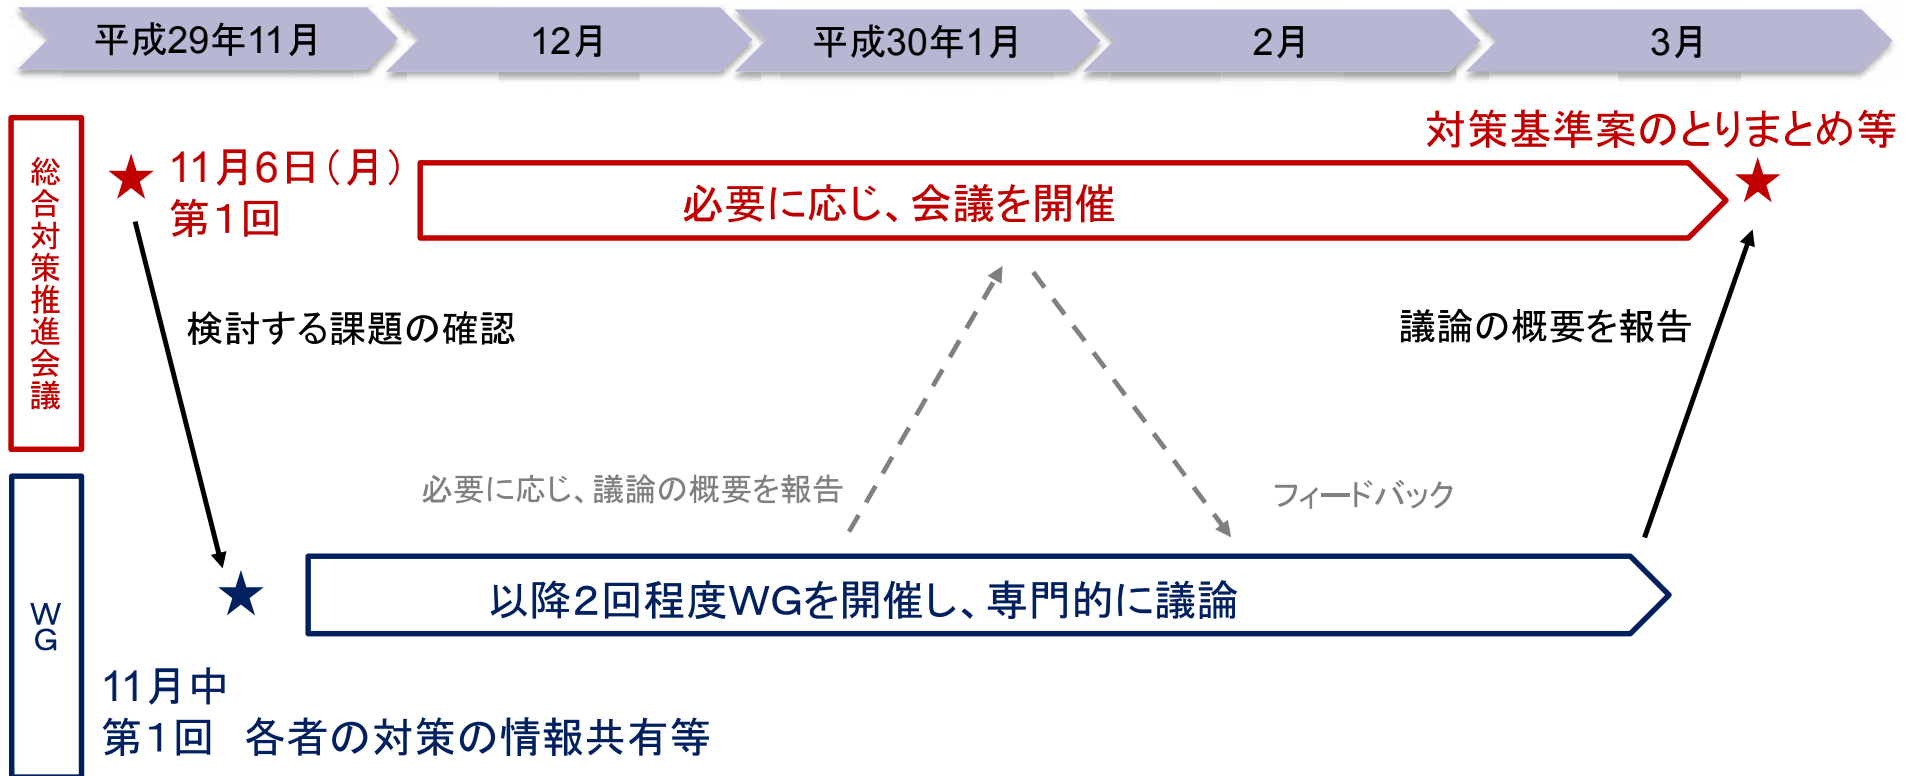 平成29年11月
12月
平成30年1月
2月
3月
総合対策推進会議
11月6日（月）
第１回
必要に応じ、会議を開催
対策基準案のとりまとめ等
検討する課題の確認
議論の概要を報告
必要に応じ、議論の概要を報告
フィードバック
WG
以降２回程度WGを開催し、専門的に議論
11月中
第１回　各者の対策の情報共有等